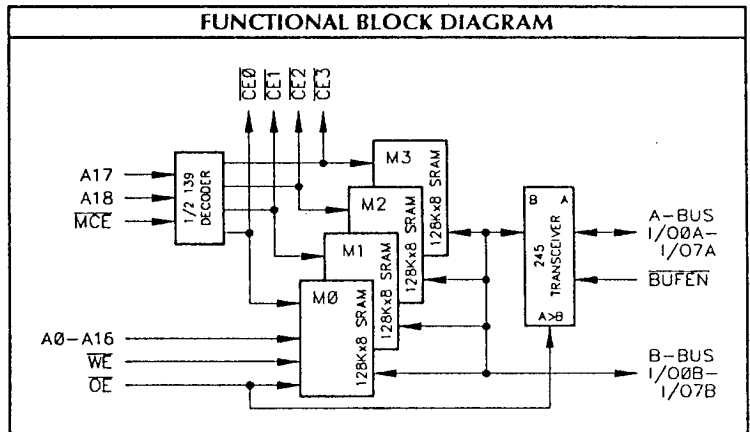 FUNCTIONAL BLOCK DIAGRAM
CE0
CE1
CE2
CE3
A17
A18
MCE
1/2 139
DECODER
M3
128Kx8 SRAM
M2
128Kx8 SRAM
M1
128Kx8 SRAM
M0
128Kx8 SRAM
A0-A16
WE
OE
B A
245
TRANSCEIVER
A>B
A-BUS
I/O0A-
I/O7A
BUFEN
B-BUS
I/O0B-
I/O7B